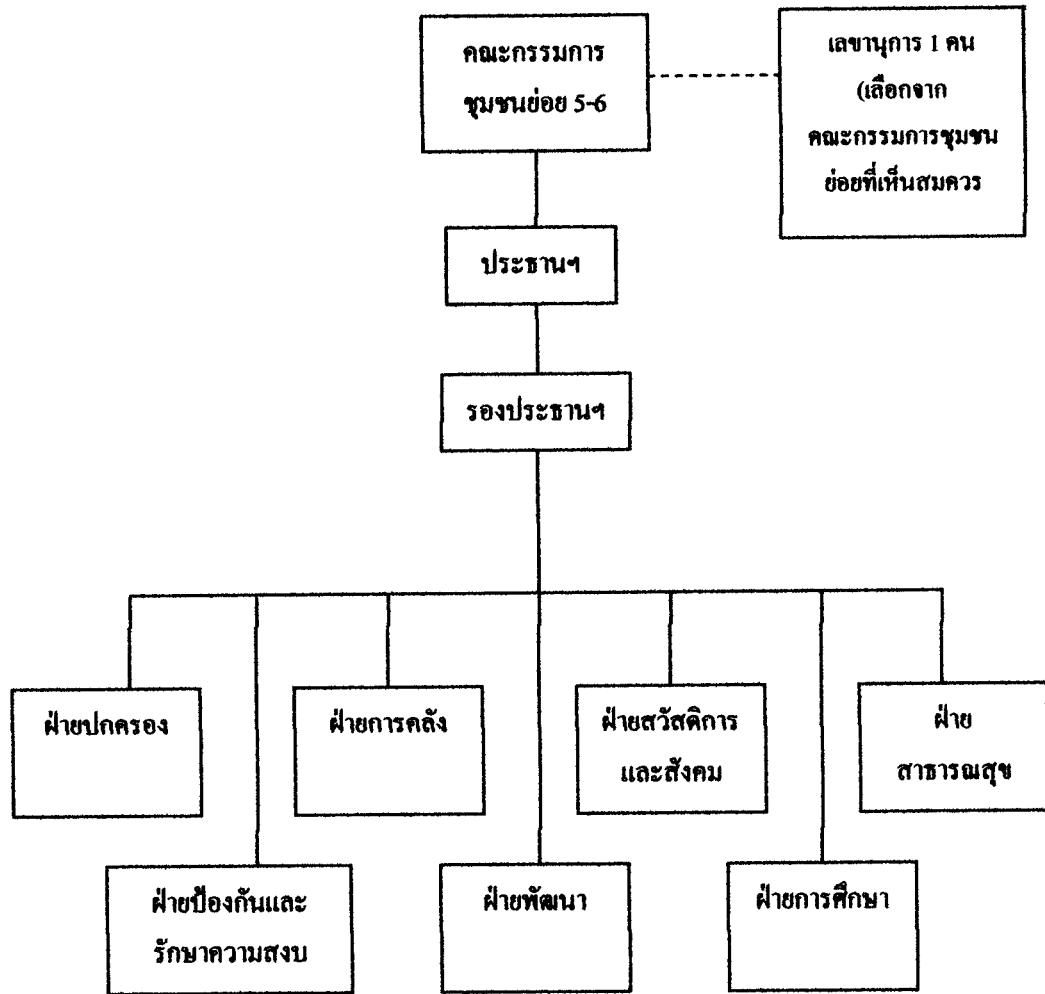 คณะกรรมการ
ชุมชนย่อย 5-6
เลขานุการ 1 คน
(เลือกจาก
คณะกรรมการชุมชน
ย่อยที่เห็นสมควร
ประธานฯ
รองประธานฯ
ฝ่ายปกครอง
ฝ่ายการคลัง
ฝ่ายสวัสดิการ
และสังคม
ฝ่าย
สาธารณสุข
ฝ่ายป้องกันและ
รักษาความสงบ
ฝ่ายพัฒนา
ฝ่ายการศึกษา